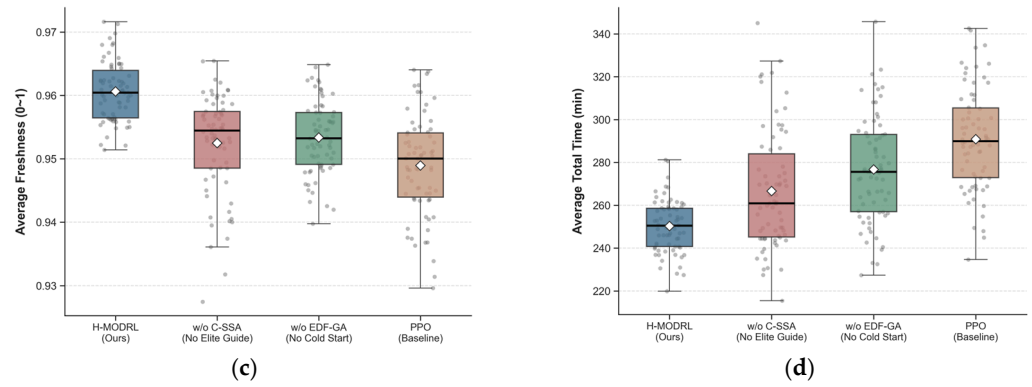 Average Freshness (0~1)
0.97
0.96
0.95
0.94
0.93
H-MODRL
(Ours)
w/o C-SSA
(No Elite Guide)
w/o EDF-GA
(No Cold Start)
PPO
(Baseline)
(c)
Average Total Time (min)
340
320
300
280
260
240
220
H-MODRL
(Ours)
w/o C-SSA
(No Elite Guide)
w/o EDF-GA
(No Cold Start)
PPO
(Baseline)
(d)